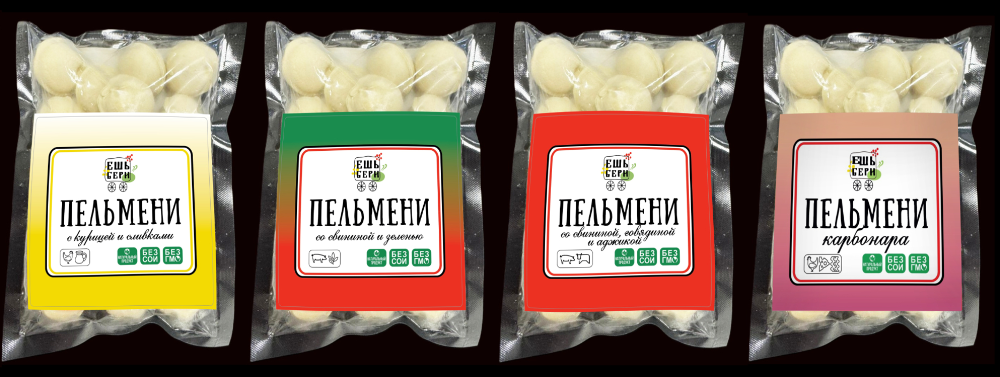 ЕШЬ
БЕРИ
ПЕЛЬМЕНИ
с курицей и сливками
НАТУРАЛЬНЫЙ
ПРОДУКТ
БЕЗ
СОИ
БЕЗ
ГМО
ЕШЬ
БЕРИ
ПЕЛЬМЕНИ
со свининой и зеленью
НАТУРАЛЬНЫЙ
ПРОДУКТ
БЕЗ
СОИ
БЕЗ
ГМО
ЕШЬ
БЕРИ
ПЕЛЬМЕНИ
со свининой, говядиной
и аджикой
НАТУРАЛЬНЫЙ
ПРОДУКТ
БЕЗ
СОИ
БЕЗ
ГМО
ЕШЬ
БЕРИ
ПЕЛЬМЕНИ
карбонара
НАТУРАЛЬНЫЙ
ПРОДУКТ
БЕЗ
СОИ
БЕЗ
ГМО